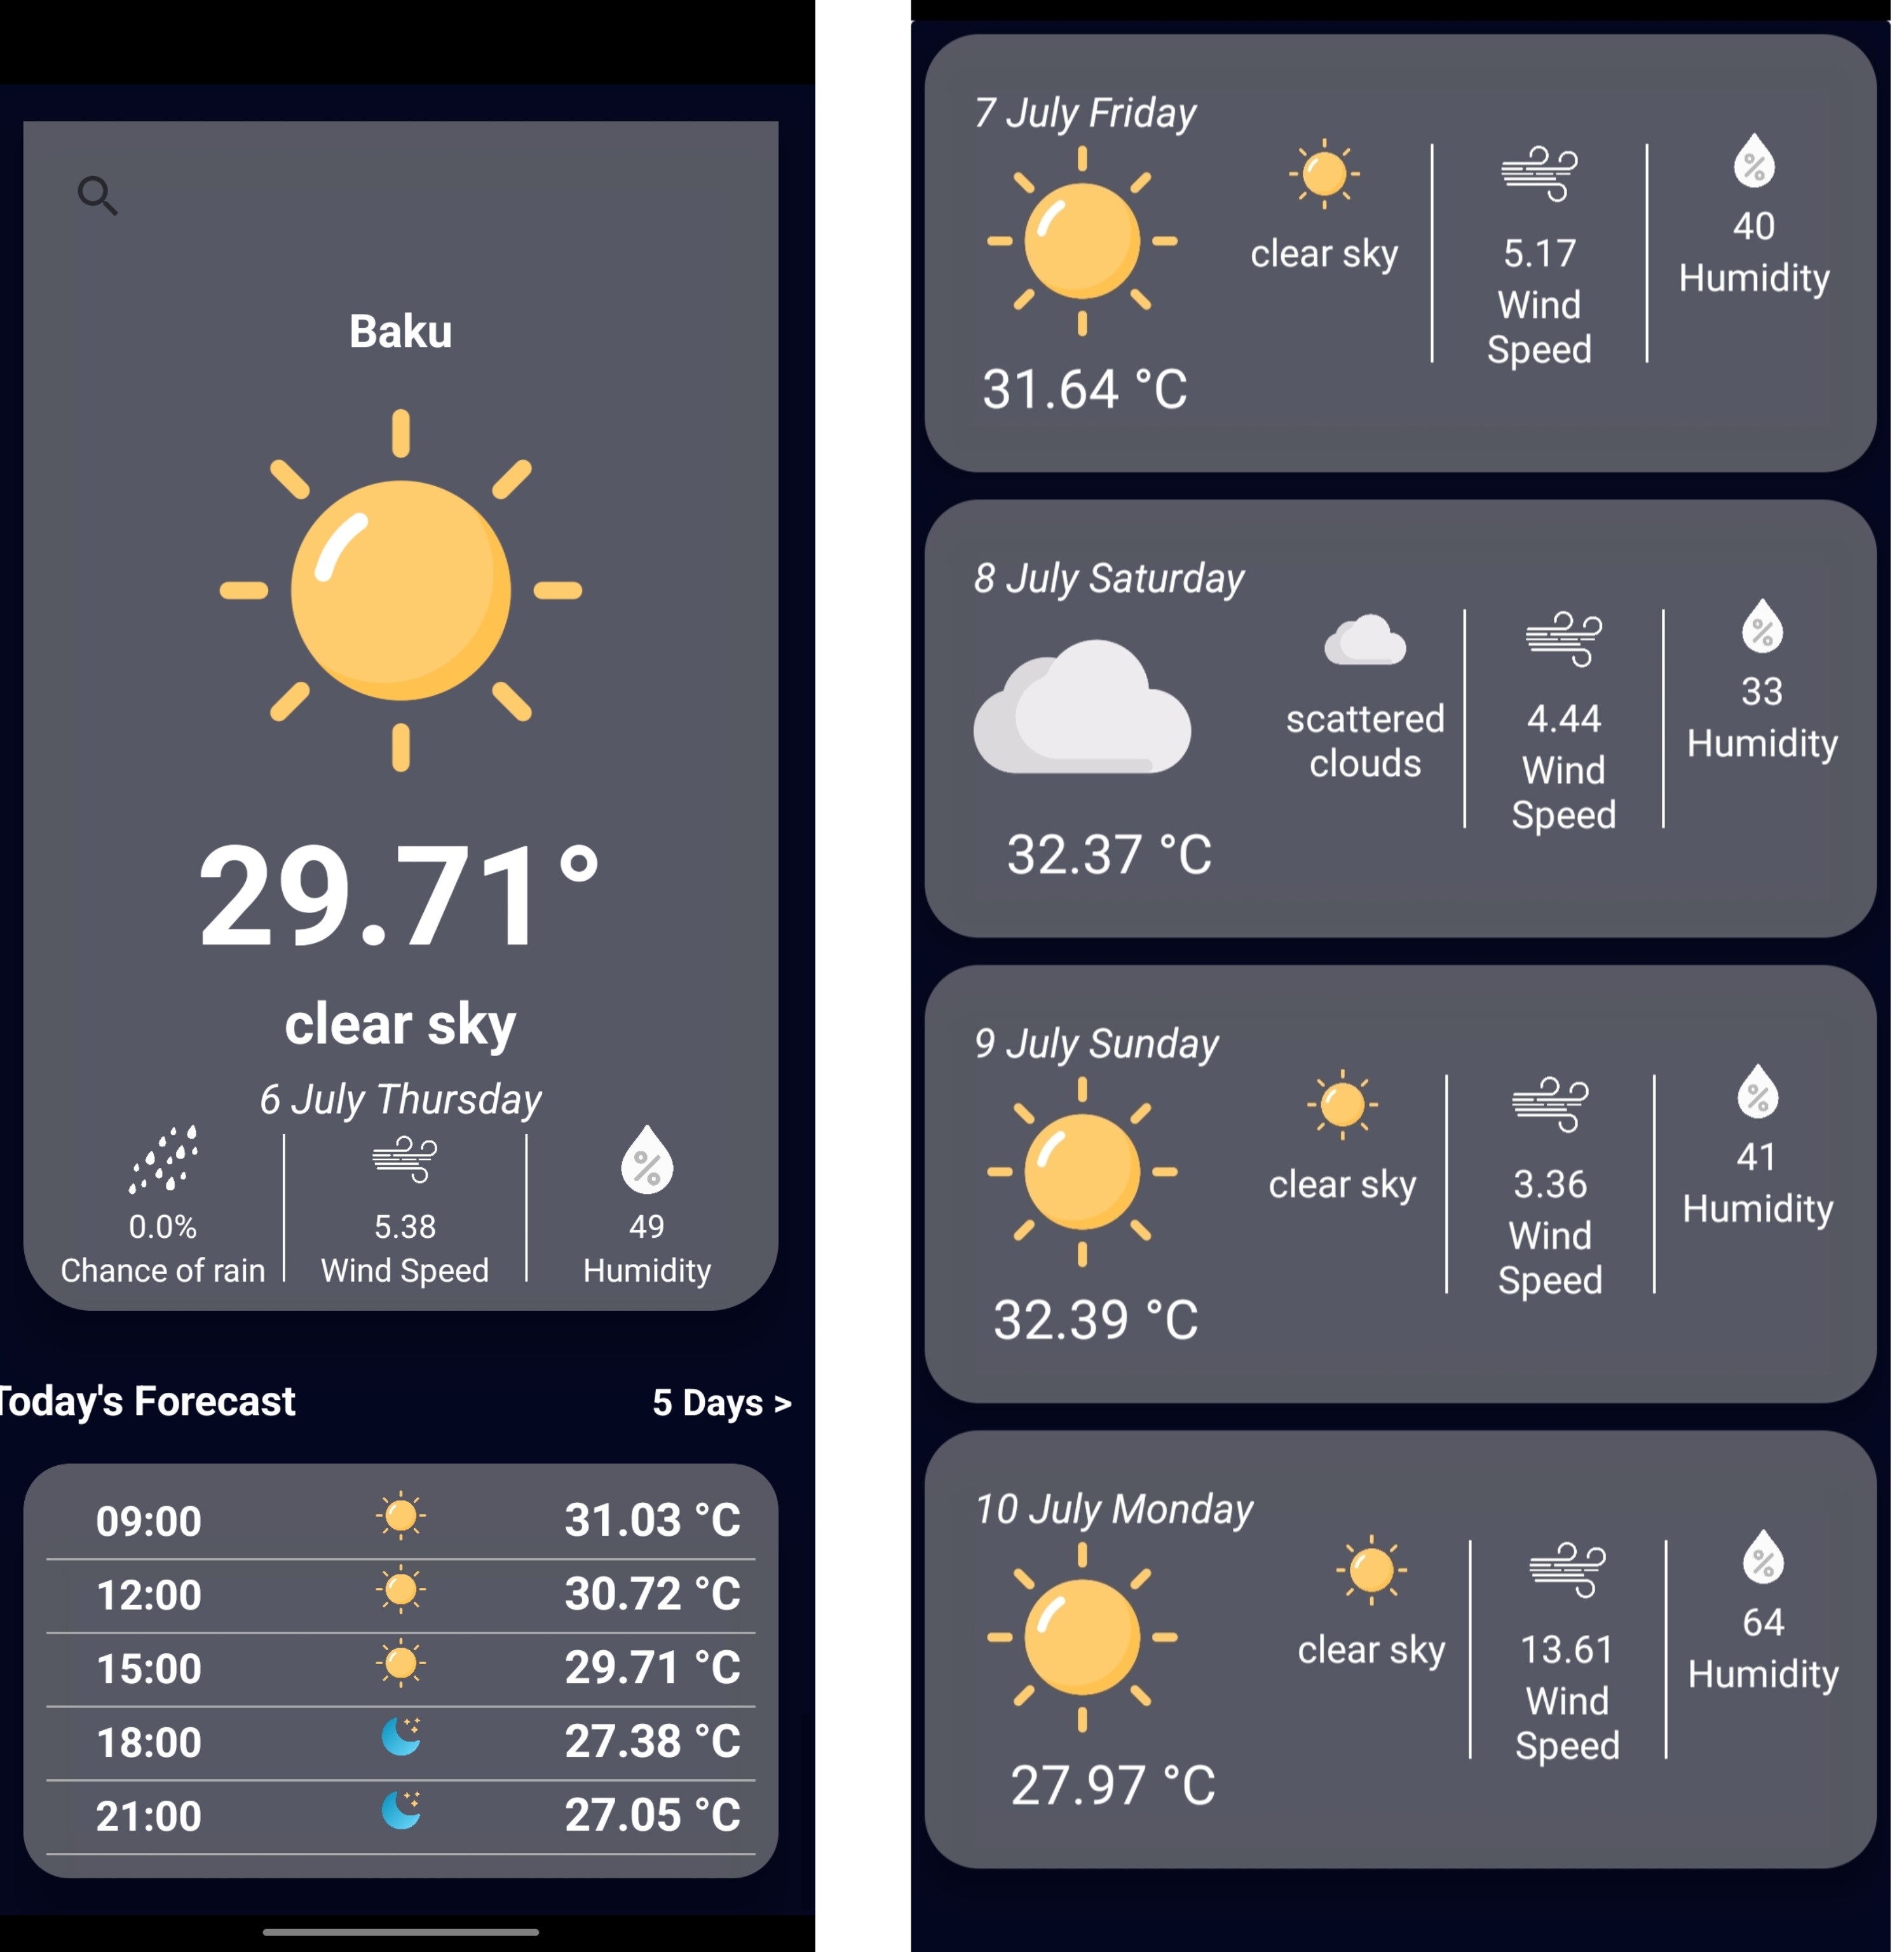 Baku
29.71°
clear sky
6 July Thursday
0.0%
Chance of rain
5.38
Wind Speed
49
Humidity
Today's Forecast
5 Days >
09:00 31.03 °C
12:00 30.72 °C
15:00 29.71 °C
18:00 27.38 °C
21:00 27.05 °C
7 July Friday
31.64 °C
clear sky
5.17
Wind
Speed
%
40
Humidity
8 July Saturday
32.37 °C
scattered
clouds
4.44
Wind
Speed
%
33
Humidity
9 July Sunday
32.39 °C
clear sky
3.36
Wind
Speed
%
41
Humidity
10 July Monday
27.97 °C
clear sky
13.61
Wind
Speed
%
64
Humidity